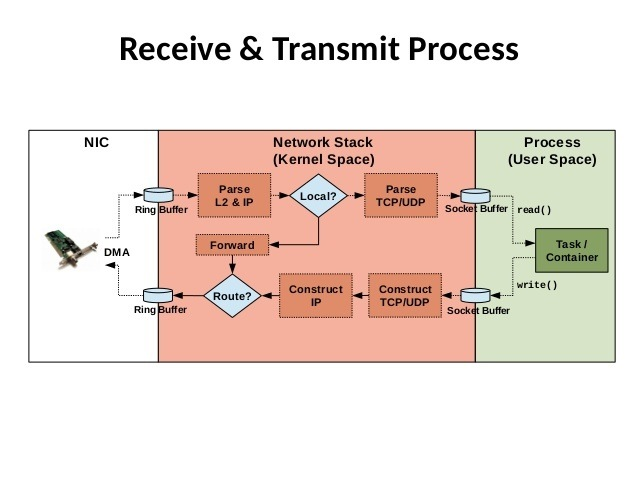 Receive & Transmit Process
NIC
Network Stack
(Kernel Space)
Process
(User Space)
Ring Buffer
Parse
L2 & IP
Local?
Parse
TCP/UDP
Socket Buffer
read()
DMA
Forward
Task /
Container
Ring Buffer
Route?
Construct
IP
Construct
TCP/UDP
Socket Buffer
write()